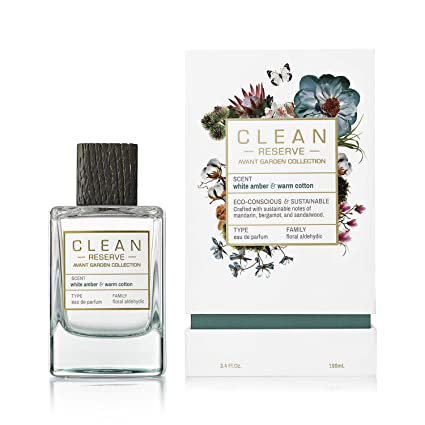 CLEAN
RESERVE
AVANT GARDEN COLLECTION
SCENT
white amber & warm cotton
TYPE FAMILY
eau de parfum floral aldehydic
CLEAN
RESERVE
AVANT GARDEN COLLECTION
SCENT
white amber & warm cotton
ECO-CONSCIOUS & SUSTAINABLE
Crafted with sustainable notes of
mandarin, bergamot, and sandalwood.
TYPE FAMILY
eau de parfum floral aldehydic
3.4 Fl.Oz. 100mL